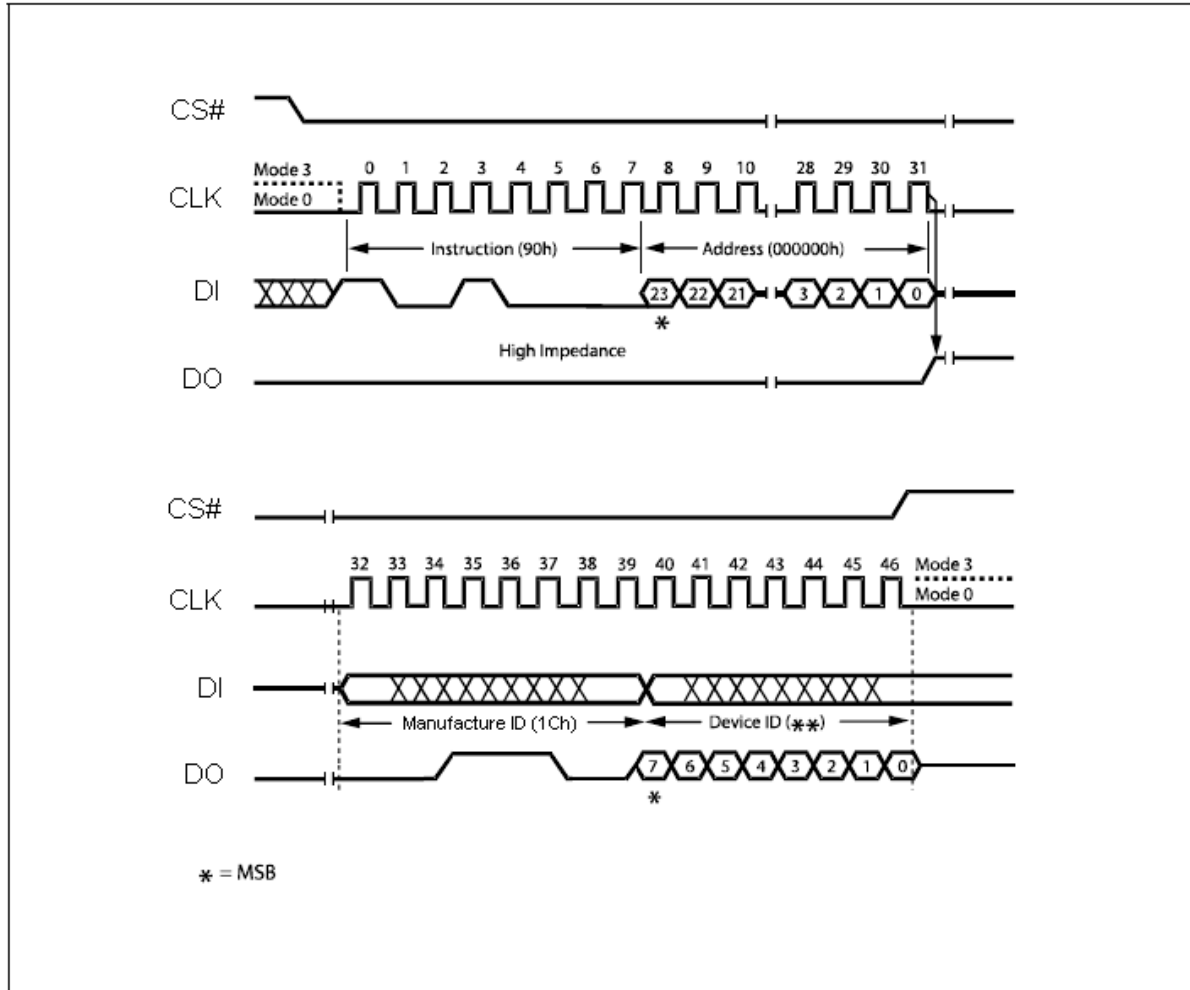 CS#
Mode 3 0 1 2 3 4 5 6 7 8 9 10 28 29 30 31
CLK Mode 0
Instruction (90h) Address (000000h)
DI 23 22 21 3 2 1 0
*
High Impedance
DO
CS#
32 33 34 35 36 37 38 39 40 41 42 43 44 45 46 Mode 3
CLK Mode 0
DI
Manufacture ID (1Ch) Device ID (**)
DO 7 6 5 4 3 2 1 0
*
* = MSB